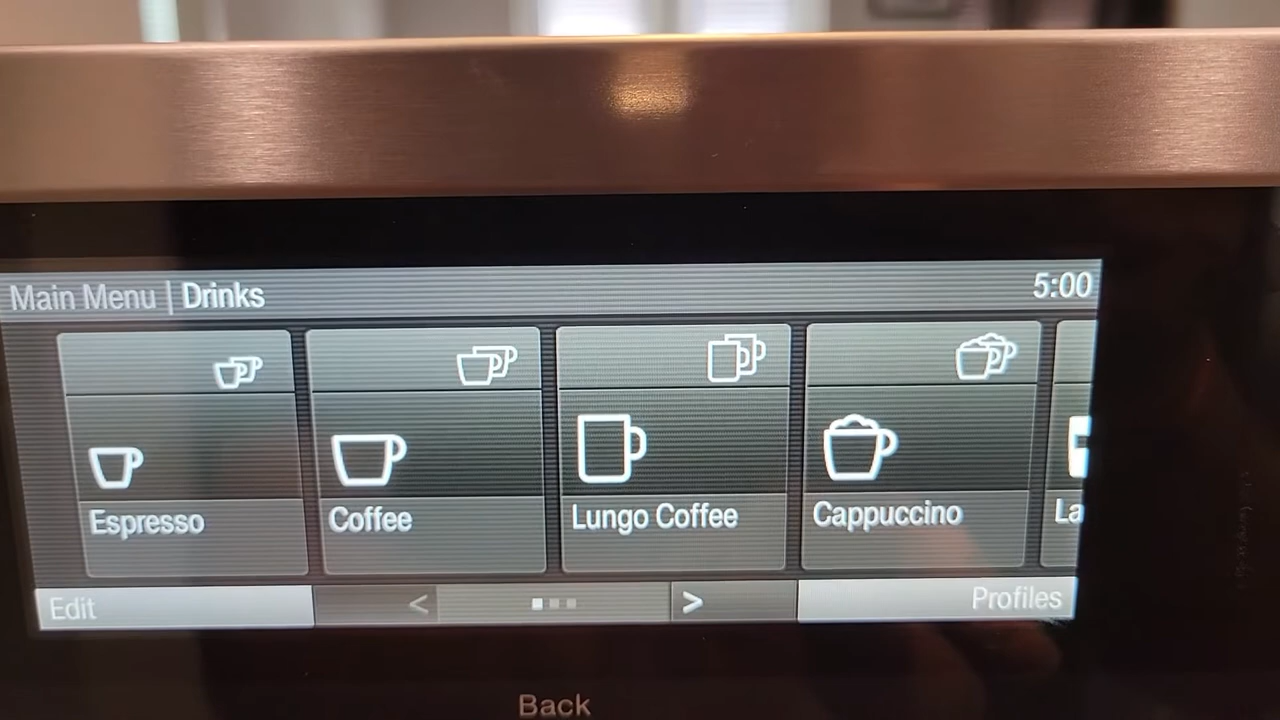 Main Menu | Drinks
5:00
Espresso
Coffee
Lungo Coffee
Cappuccino
La
Edit
<
>
Profiles
Back